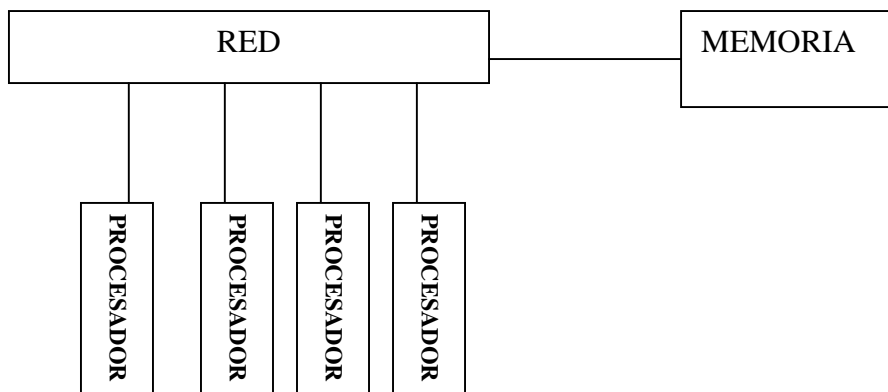 RED
MEMORIA
PROCESADOR
PROCESADOR
PROCESADOR
PROCESADOR